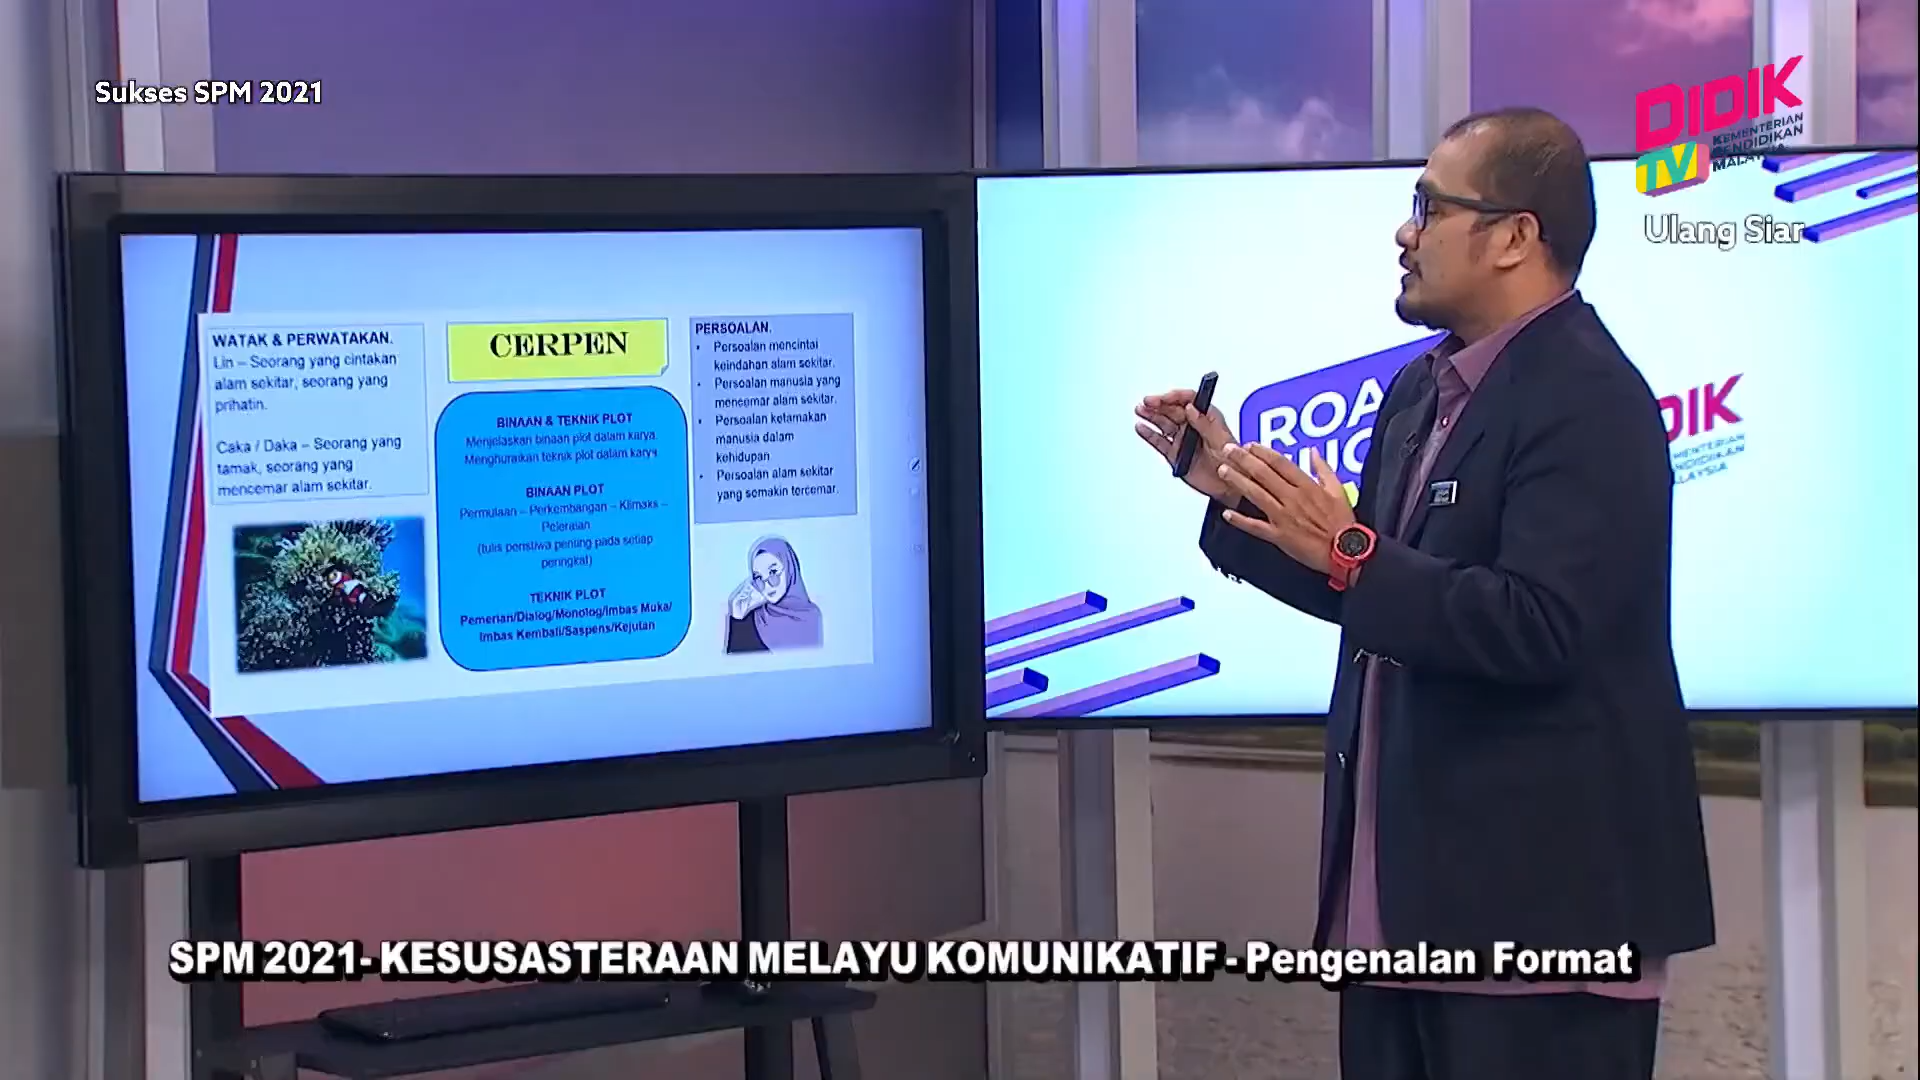 Sukses SPM 2021
DIDIK
TV
KEMENTERIAN
PENDIDIKAN
MALAYSIA
Ulang Siar
WATAK & PERWATAKAN.
Lin – Seorang yang cintakan
alam sekitar, seorang yang
prihatin.
Caka / Daka – Seorang yang
tamak, seorang yang
mencemar alam sekitar.
CERPEN
BINAAN & TEKNIK PLOT
Menjelaskan binaan plot dalam karya.
Menghuraikan teknik plot dalam karya
BINAAN PLOT
Permulaan – Perkembangan – Klimaks –
Peleraian
(tulis peristiwa penting pada setiap
peringkat)
TEKNIK PLOT
Pemerian/Dialog/Monolog/Imbas Muka/
Imbas Kembali/Saspens/Kejutan
PERSOALAN.
• Persoalan mencintai
keindahan alam sekitar.
• Persoalan manusia yang
mencemar alam sekitar.
• Persoalan ketamakan
manusia dalam
kehidupan
• Persoalan alam sekitar
yang semakin tercemar.
ROA
SUC
DIK
SPM 2021- KESUSASTERAAN MELAYU KOMUNIKATIF - Pengenalan Format